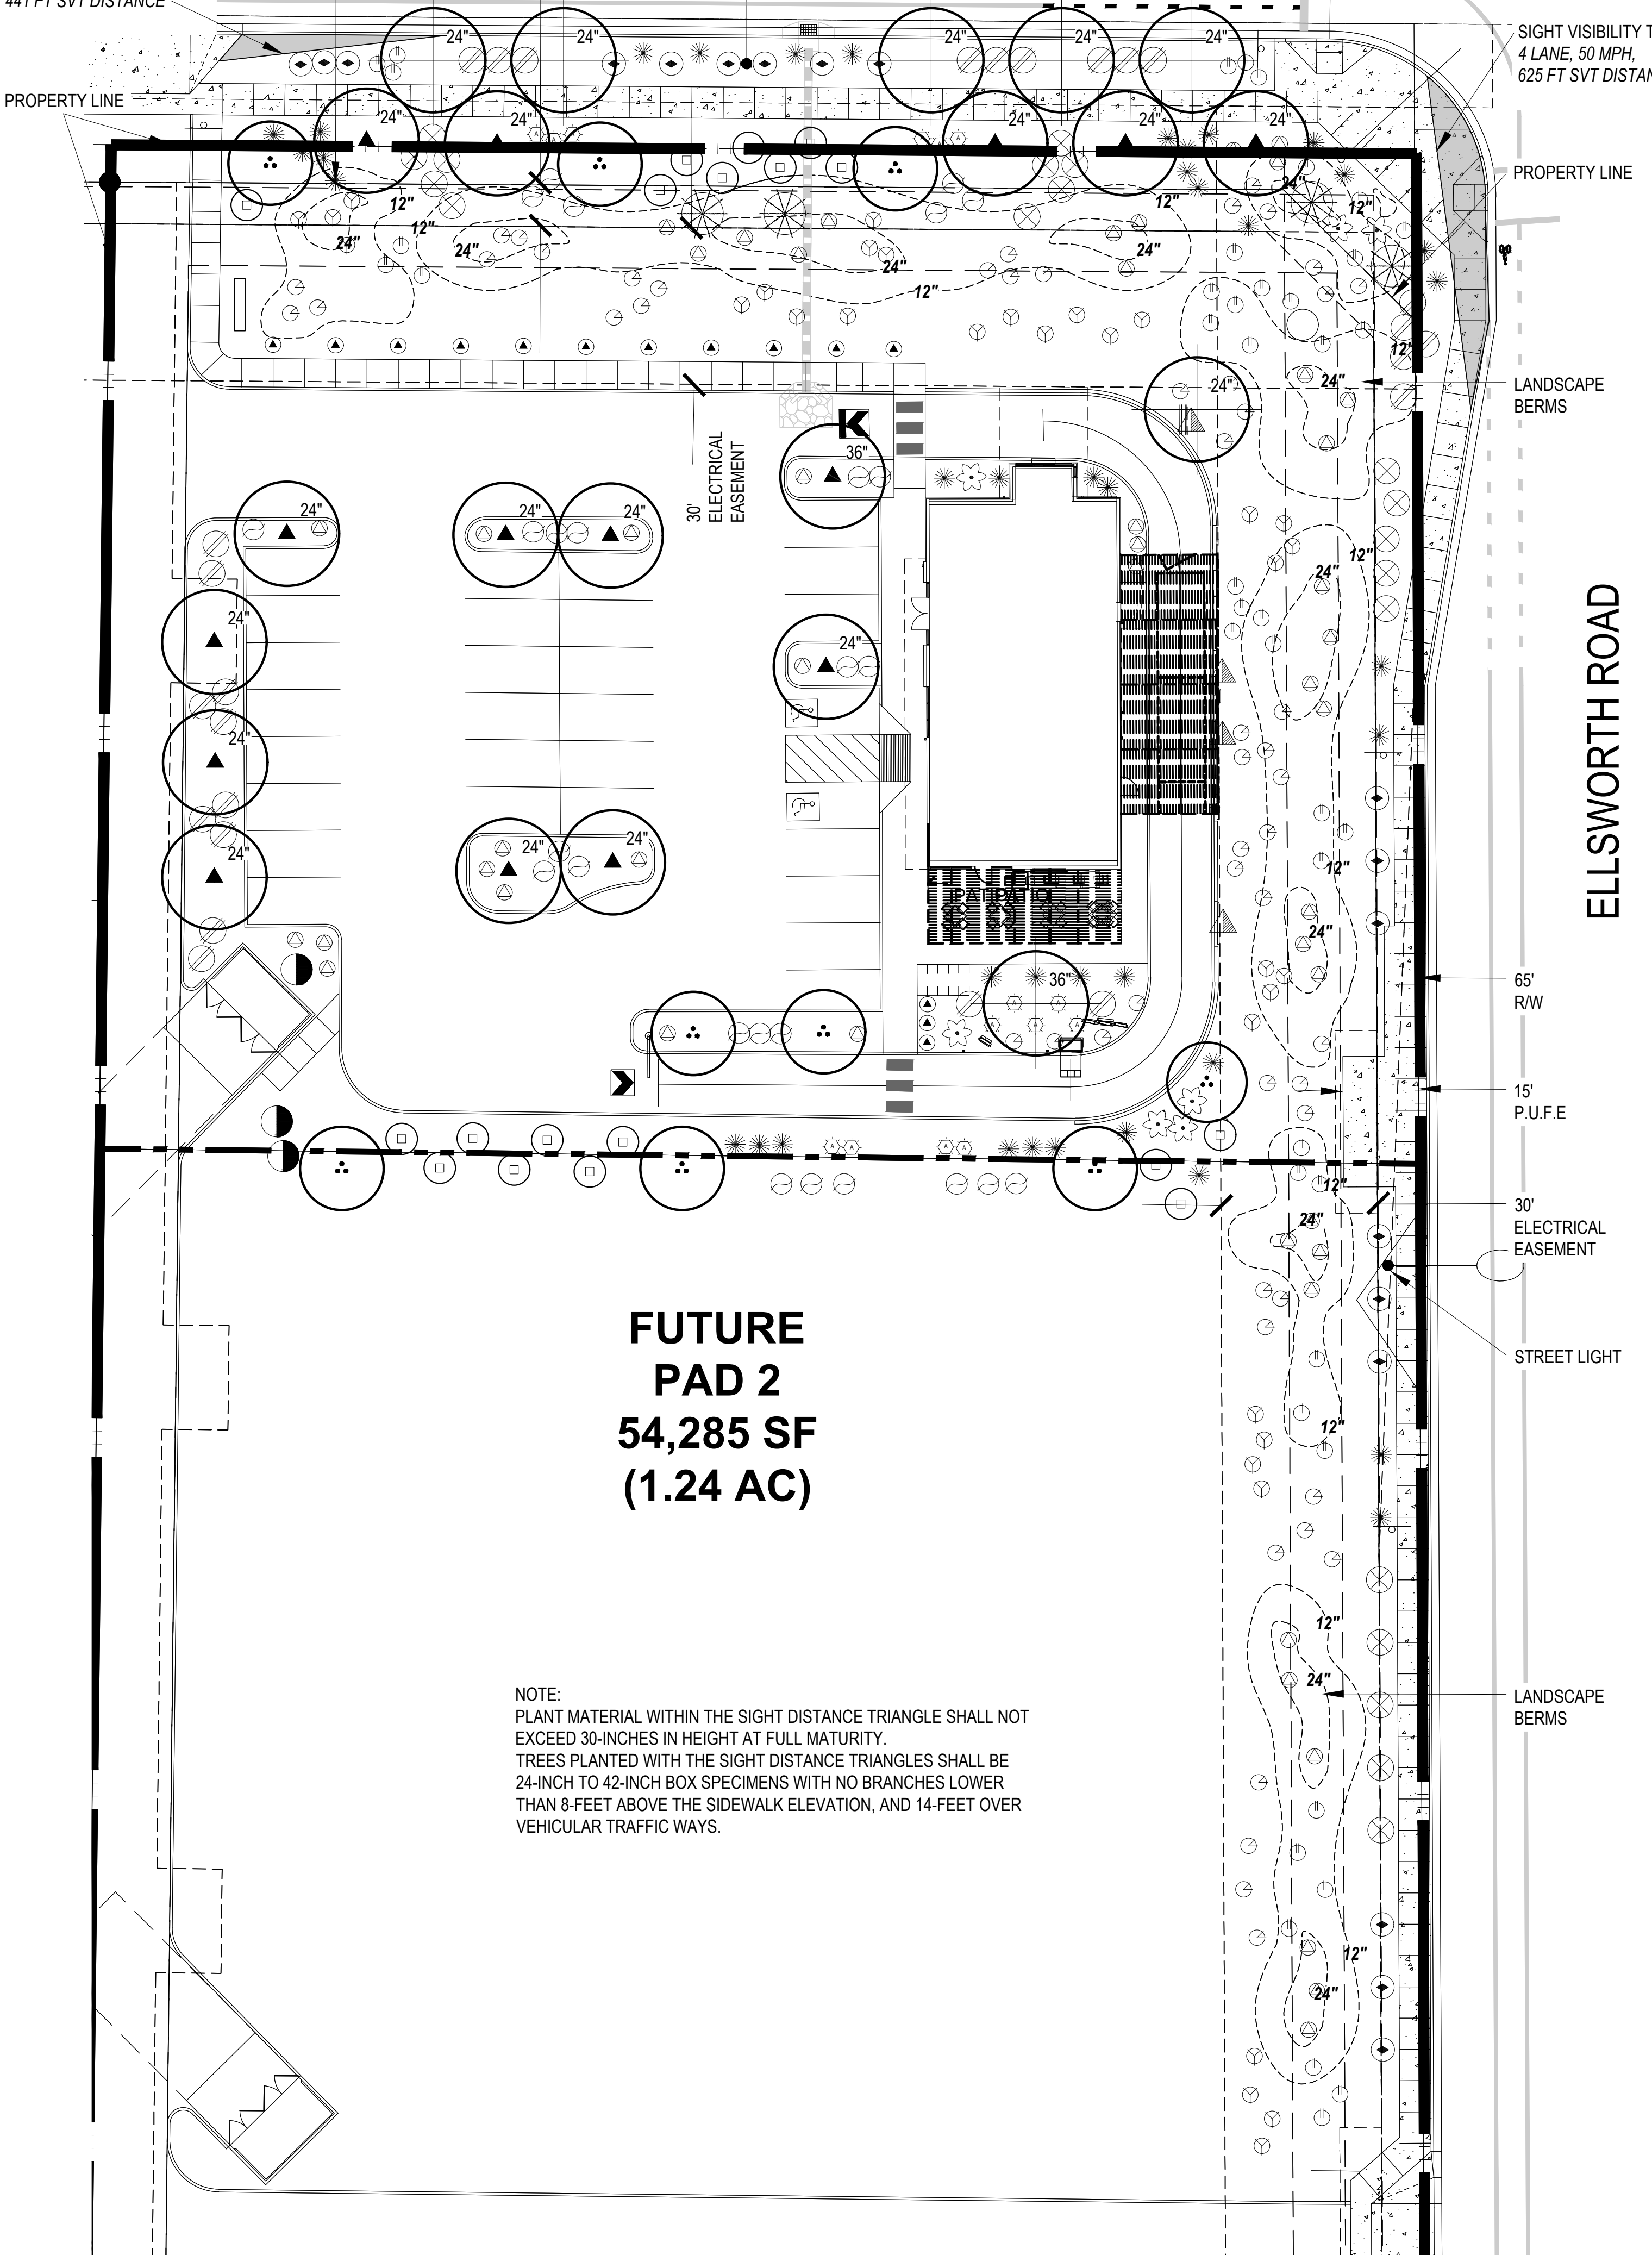 441 FT SVT DISTANCE
SIGHT VISIBILITY T
4 LANE, 50 MPH,
625 FT SVT DISTAN
24" 24" 24" 24" 24"
PROPERTY LINE
24" 24" 24" 24" 24"
PROPERTY LINE
24"
12" 12" 12"
12"
24" 24" 24"
24"
12"
12"
24"
24"
LANDSCAPE
BERMS
30'
ELECTRICAL
EASEMENT
36"
24" 24" 24"
12"
24"
24"
24"
ELLSWORTH ROAD
24"
24" 24" 24"
12"
PATIO
24"
36"
65'
R/W
15'
P.U.F.E
12"
24"
30'
ELECTRICAL
EASEMENT
STREET LIGHT
FUTURE
PAD 2
54,285 SF
(1.24 AC)
12"
12"
24"
LANDSCAPE
BERMS
NOTE:
PLANT MATERIAL WITHIN THE SIGHT DISTANCE TRIANGLE SHALL NOT
EXCEED 30-INCHES IN HEIGHT AT FULL MATURITY.
TREES PLANTED WITH THE SIGHT DISTANCE TRIANGLES SHALL BE
24-INCH TO 42-INCH BOX SPECIMENS WITH NO BRANCHES LOWER
THAN 8-FEET ABOVE THE SIDEWALK ELEVATION, AND 14-FEET OVER
VEHICULAR TRAFFIC WAYS.
12"
24"